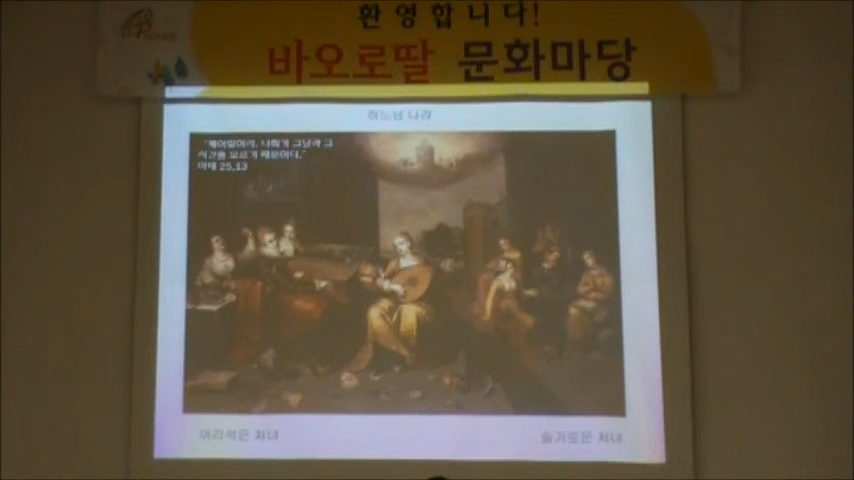 환영합니다!
바오로딸 문화마당
하느님 나라
"깨어있어라. 너희가 그날과 그
시간을 모르기 때문이다."
마태 25,13
어리석은 처녀
슬기로운 처녀